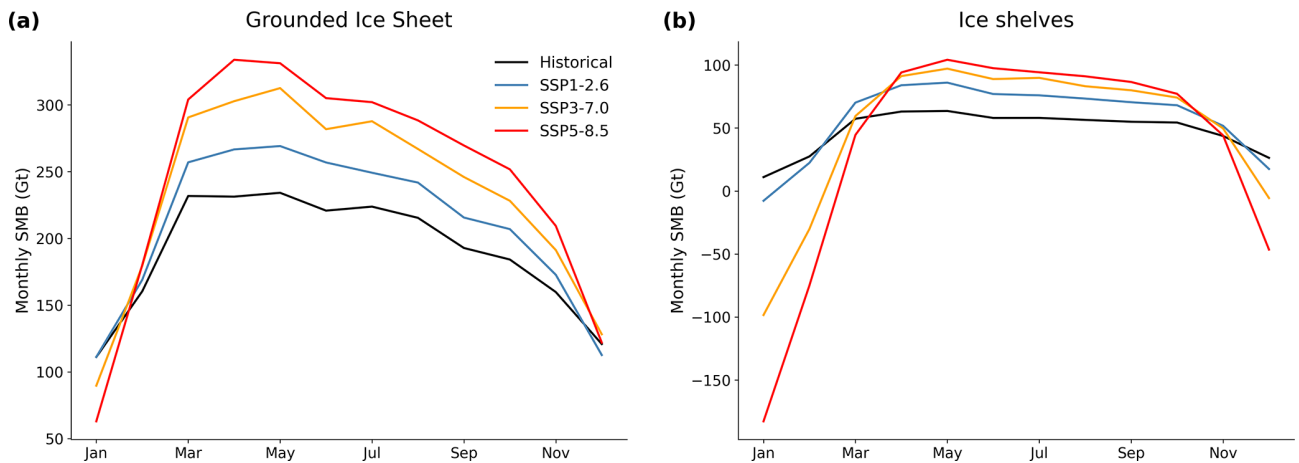 (a)
Grounded Ice Sheet
Monthly SMB (Gt)
300
250
200
150
100
50
Jan Mar May Jul Sep Nov
Historical
SSP1-2.6
SSP3-7.0
SSP5-8.5
(b)
Ice shelves
Monthly SMB (Gt)
100
50
0
−50
−100
−150
Jan Mar May Jul Sep Nov